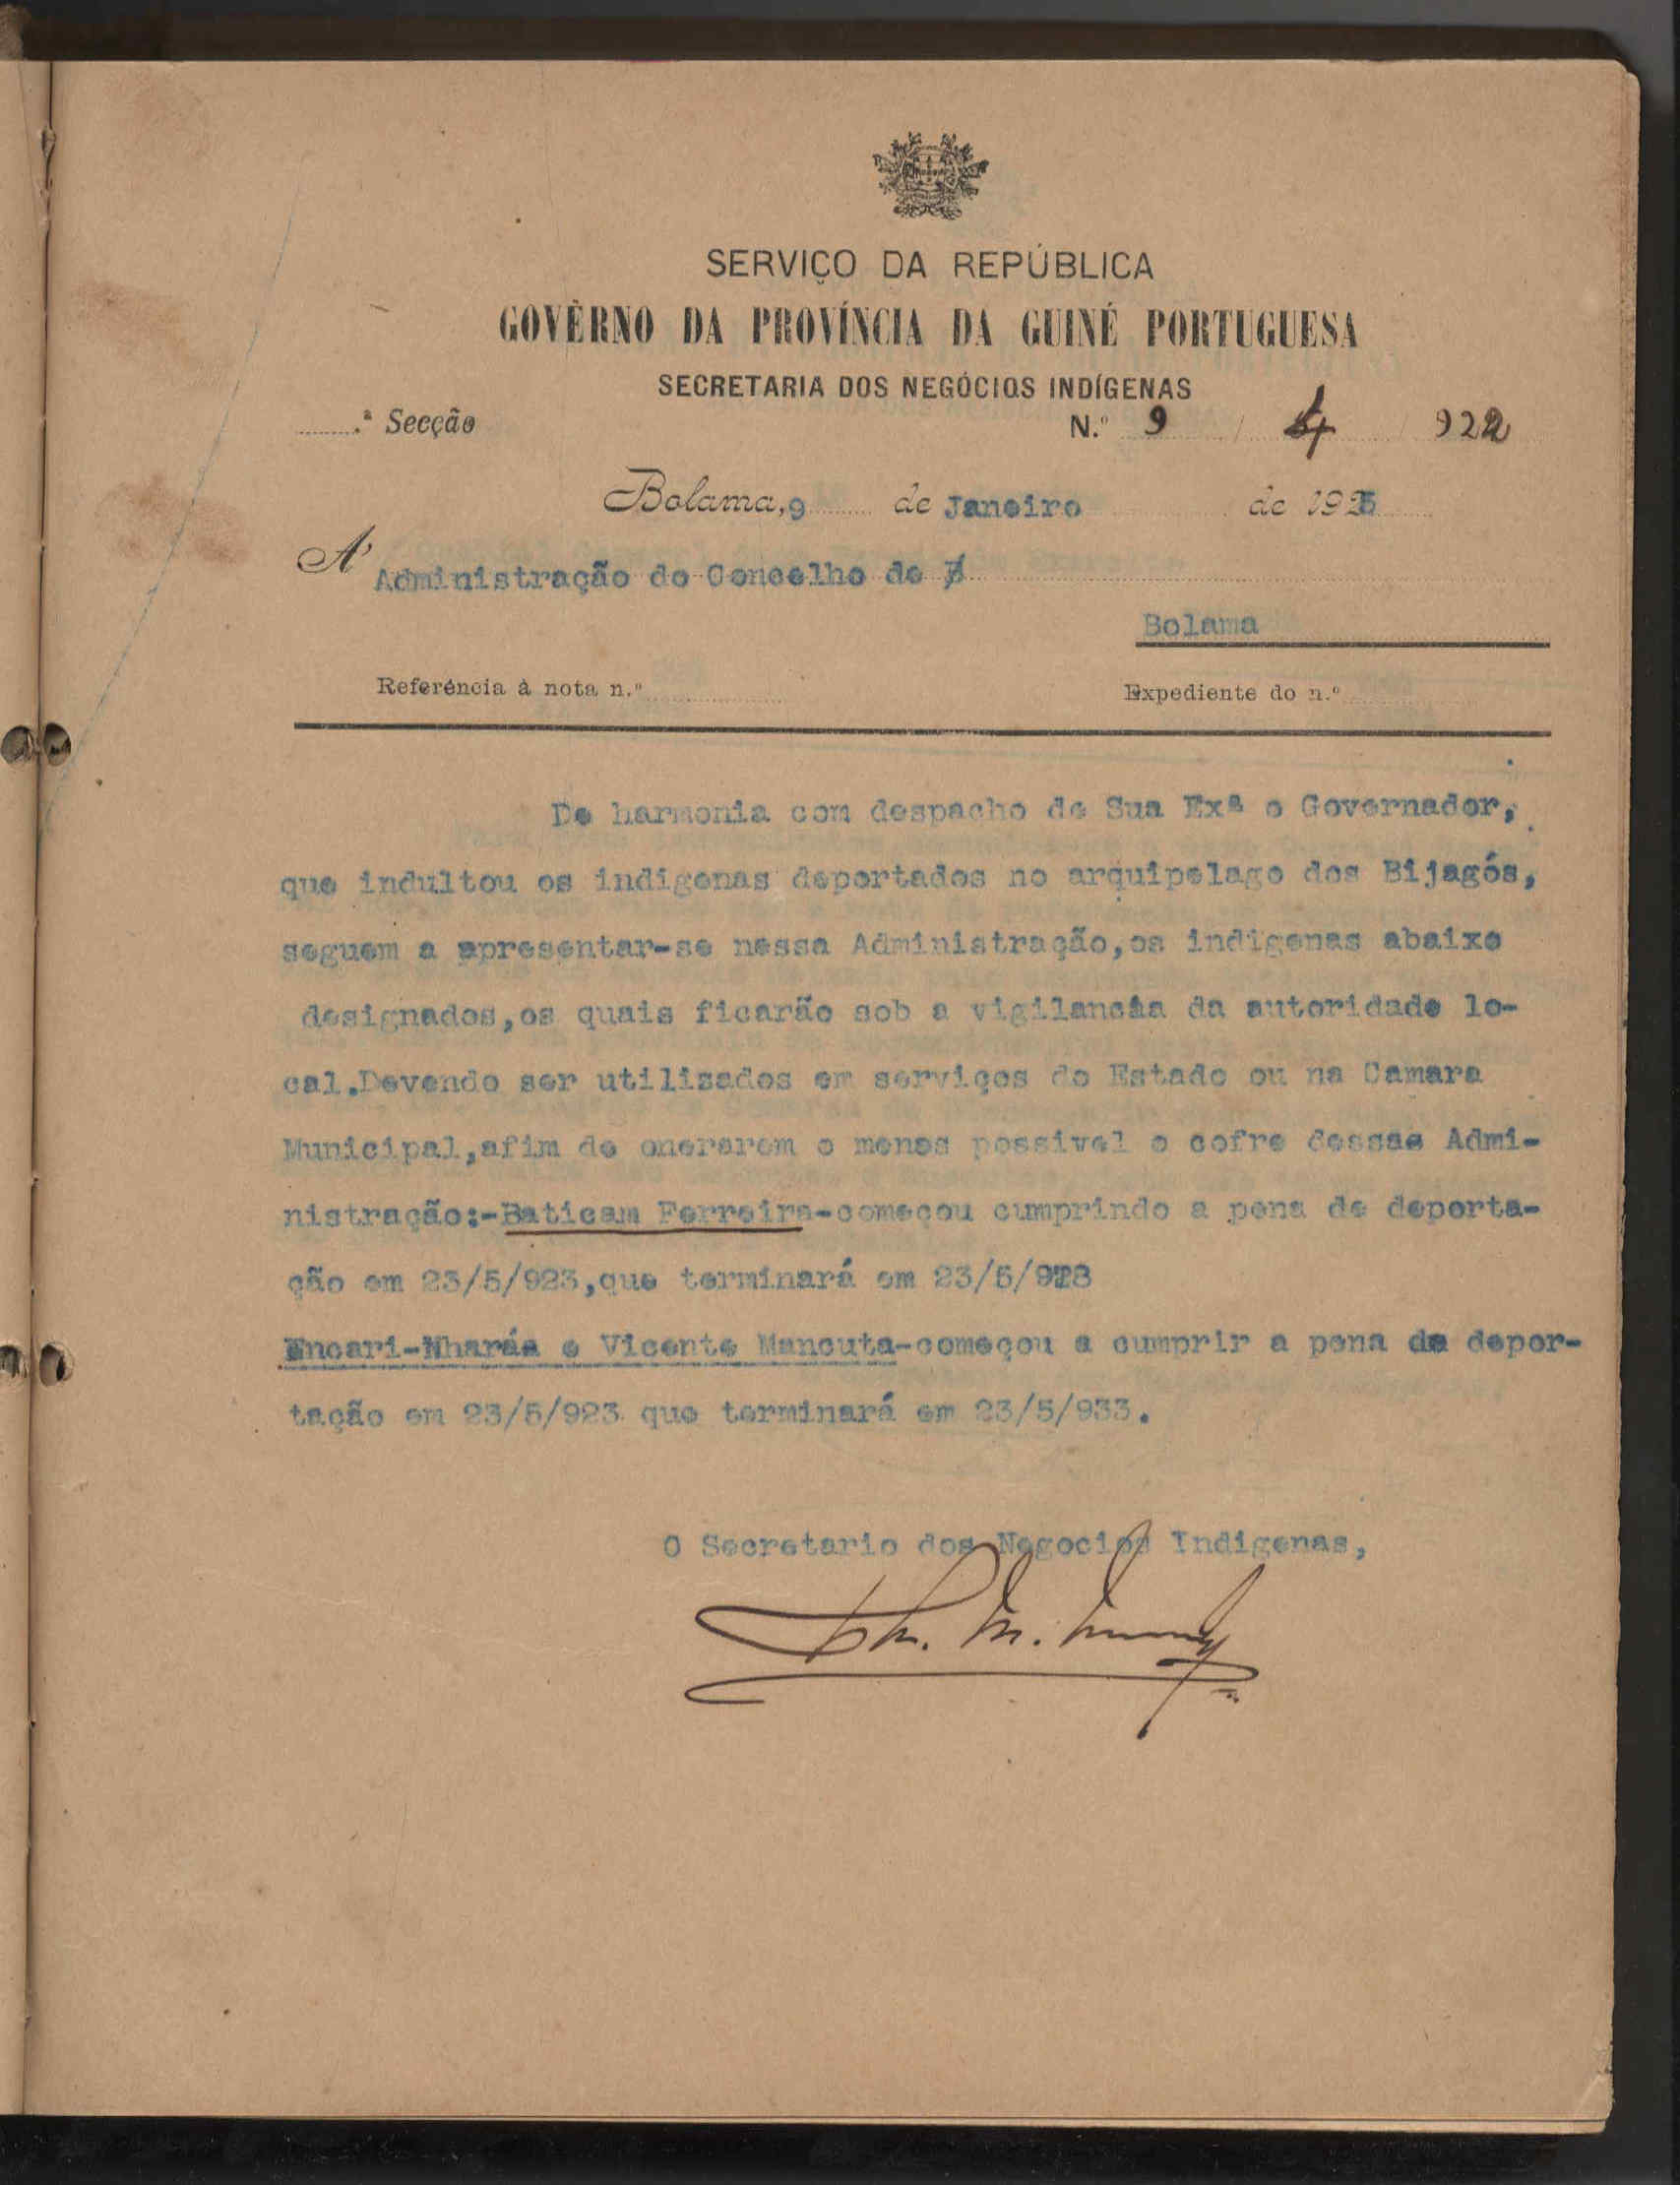 SERVIÇO DA REPÚBLICA
GOVÊRNO DA PROVÍNCIA DA GUINÉ PORTUGUESA
SECRETARIA DOS NEGÓCIOS INDÍGENAS
.ª Secção
N.º 9 / 4 / 922
Bolama, 9 de Janeiro de 1925
A' Administração do Concelho de
Bolama
Referência à nota n.º
Expediente do n.º
De harmonia com despacho de Sua Exª o Governador,
que indultou os indigenas deportados no arquipelago dos Bijagós,
seguem a apresentar-se nessa Administração,os indigenas abaixo
designados,os quais ficarão sob a vigilancia da autoridade lo-
cal.Devendo ser utilisados em serviços do Estado ou na Camara
Municipal,afim de onerarem o menos possivel o cofre dessas Admi-
nistração:-Baticam Ferreira-começou cumprindo a pena de deporta-
ção em 23/5/923,que terminará em 23/5/928
Encari-Nharás e Vicente Mancuta-começou a cumprir a pena de depor-
tação em 23/5/923 que terminará em 23/5/933.
O Secretario dos Negocios Indigenas,